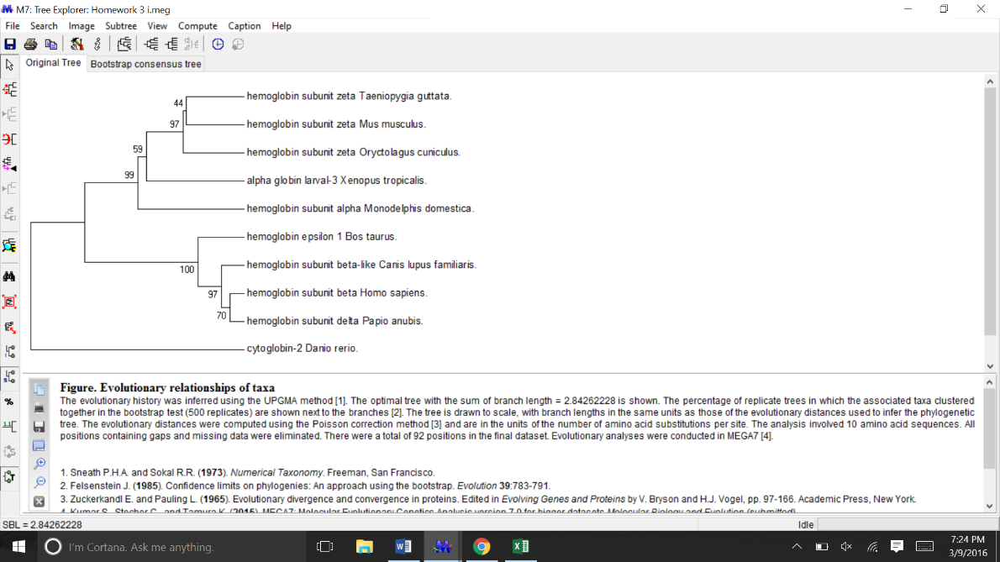 M7: Tree Explorer: Homework 3 i.meg
File Search Image Subtree View Compute Caption Help
Original Tree Bootstrap consensus tree
hemoglobin subunit zeta Taeniopygia guttata.
44
hemoglobin subunit zeta Mus musculus.
97
hemoglobin subunit zeta Oryctolagus cuniculus.
59
alpha globin larval-3 Xenopus tropicalis.
99
hemoglobin subunit alpha Monodelphis domestica.
hemoglobin epsilon 1 Bos taurus.
100
hemoglobin subunit beta-like Canis lupus familiaris.
97
hemoglobin subunit beta Homo sapiens.
70
hemoglobin subunit delta Papio anubis.
cytoglobin-2 Danio rerio.
Figure. Evolutionary relationships of taxa
The evolutionary history was inferred using the UPGMA method [1]. The optimal tree with the sum of branch length = 2.84262228 is shown. The percentage of replicate trees in which the associated taxa clustered
together in the bootstrap test (500 replicates) are shown next to the branches [2]. The tree is drawn to scale, with branch lengths in the same units as those of the evolutionary distances used to infer the phylogenetic
tree. The evolutionary distances were computed using the Poisson correction method [3] and are in the units of the number of amino acid substitutions per site. The analysis involved 10 amino acid sequences. All
positions containing gaps and missing data were eliminated. There were a total of 92 positions in the final dataset. Evolutionary analyses were conducted in MEGA7 [4].
1. Sneath P.H.A. and Sokal R.R. (1973). Numerical Taxonomy. Freeman, San Francisco.
2. Felsenstein J. (1985). Confidence limits on phylogenies: An approach using the bootstrap. Evolution 39:783-791.
3. Zuckerkandl E. and Pauling L. (1965). Evolutionary divergence and convergence in proteins. Edited in Evolving Genes and Proteins by V. Bryson and H.J. Vogel, pp. 97-166. Academic Press, New York.
4. Kumar S., Stecher G., and Tamura K. (2015). MEGA7: Molecular Evolutionary Genetics Analysis version 7.0 for bigger datasets. Molecular Biology and Evolution (submitted).
SBL = 2.84262228 Idle
I'm Cortana. Ask me anything.
7:24 PM
3/9/2016